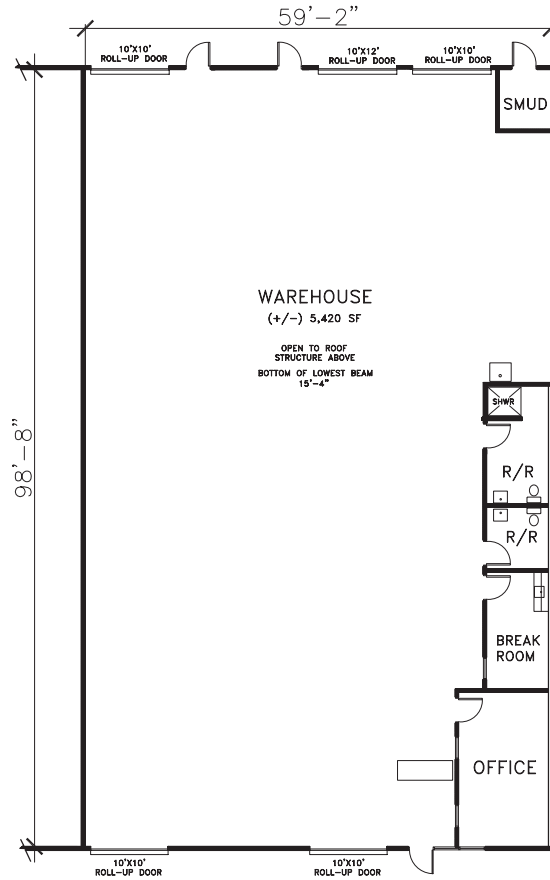 59'-2"
10'X10'
ROLL-UP DOOR
10'X12'
ROLL-UP DOOR
10'X10'
ROLL-UP DOOR
SMUD
WAREHOUSE
(+/-) 5,420 SF
OPEN TO ROOF
STRUCTURE ABOVE
BOTTOM OF LOWEST BEAM
15'-4"
98'-8"
SHWR
R/R
R/R
BREAK
ROOM
OFFICE
10'X10'
ROLL-UP DOOR
10'X10'
ROLL-UP DOOR